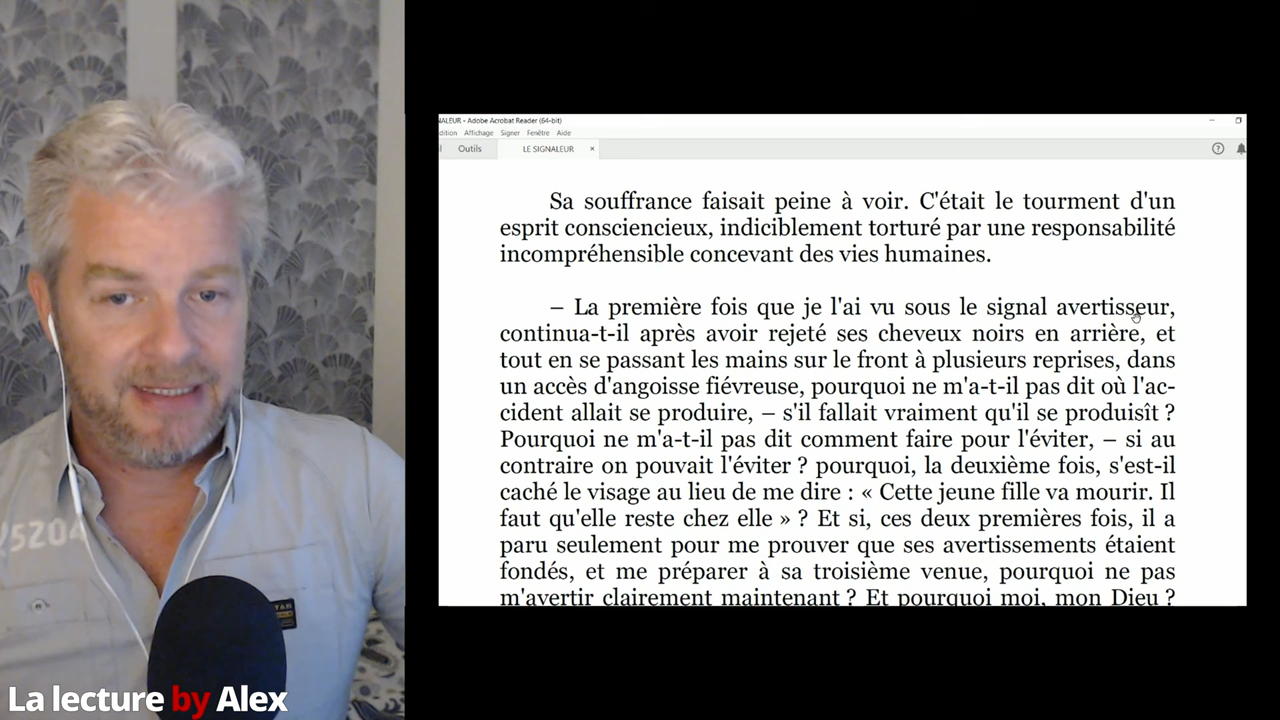 NALEUR - Adobe Acrobat Reader (64-bit)
dition Affichage Signer Fenêtre Aide
l Outils LE SIGNALEUR ×
Sa souffrance faisait peine à voir. C'était le tourment d'un
esprit consciencieux, indiciblement torturé par une responsabilité
incompréhensible concevant des vies humaines.
– La première fois que je l'ai vu sous le signal avertisseur,
continua-t-il après avoir rejeté ses cheveux noirs en arrière, et
tout en se passant les mains sur le front à plusieurs reprises, dans
un accès d'angoisse fiévreuse, pourquoi ne m'a-t-il pas dit où l'ac-
cident allait se produire, – s'il fallait vraiment qu'il se produisît ?
Pourquoi ne m'a-t-il pas dit comment faire pour l'éviter, – si au
contraire on pouvait l'éviter ? pourquoi, la deuxième fois, s'est-il
caché le visage au lieu de me dire : « Cette jeune fille va mourir. Il
faut qu'elle reste chez elle » ? Et si, ces deux premières fois, il a
paru seulement pour me prouver que ses avertissements étaient
fondés, et me préparer à sa troisième venue, pourquoi ne pas
m'avertir clairement maintenant ? Et pourquoi moi, mon Dieu ?
25204
La lecture by Alex